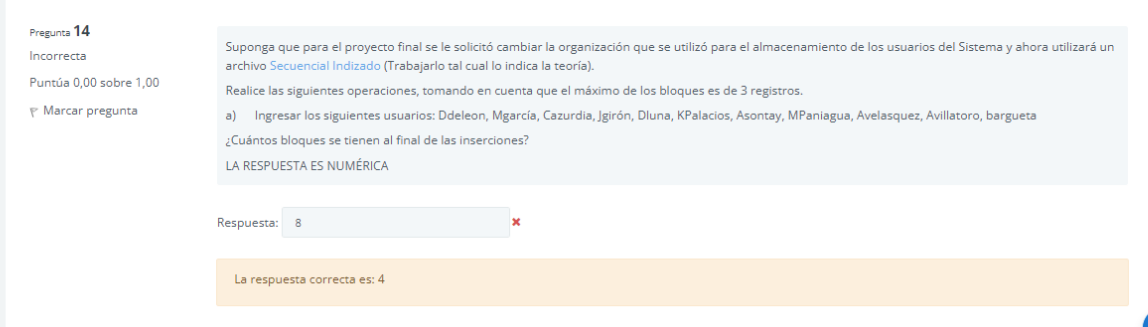 Pregunta 14
Incorrecta
Puntúa 0,00 sobre 1,00
Marcar pregunta
Suponga que para el proyecto final se le solicitó cambiar la organización que se utilizó para el almacenamiento de los usuarios del Sistema y ahora utilizará un
archivo Secuencial Indizado (Trabajarlo tal cual lo indica la teoría).
Realice las siguientes operaciones, tomando en cuenta que el máximo de los bloques es de 3 registros.
a) Ingresar los siguientes usuarios: Ddeleon, Mgarcía, Cazurdia, Jgirón, Dluna, KPalacios, Asontay, MPaniagua, Avelasquez, Avillatoro, bargueta
¿Cuántos bloques se tienen al final de las inserciones?
LA RESPUESTA ES NUMÉRICA
Respuesta: 8
La respuesta correcta es: 4